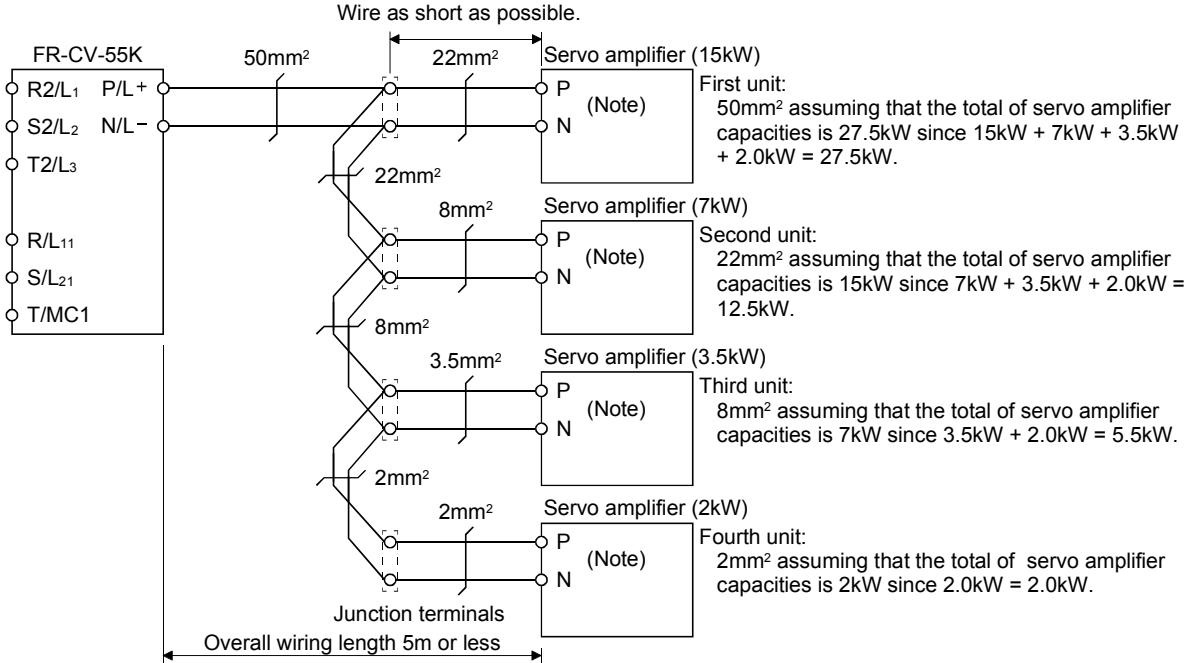 Wire as short as possible.
FR-CV-55K
50mm²
22mm²
Servo amplifier (15kW)
R2/L1 P/L+
S2/L2 N/L−
T2/L3
R/L11
S/L21
T/MC1
P
(Note)
N
First unit:
50mm² assuming that the total of servo amplifier
capacities is 27.5kW since 15kW + 7kW + 3.5kW
+ 2.0kW = 27.5kW.
22mm²
8mm²
Servo amplifier (7kW)
P
(Note)
N
Second unit:
22mm² assuming that the total of servo amplifier
capacities is 15kW since 7kW + 3.5kW + 2.0kW =
12.5kW.
8mm²
3.5mm²
Servo amplifier (3.5kW)
P
(Note)
N
Third unit:
8mm² assuming that the total of servo amplifier
capacities is 7kW since 3.5kW + 2.0kW = 5.5kW.
2mm²
2mm²
Servo amplifier (2kW)
P
(Note)
N
Fourth unit:
2mm² assuming that the total of servo amplifier
capacities is 2kW since 2.0kW = 2.0kW.
Junction terminals
Overall wiring length 5m or less